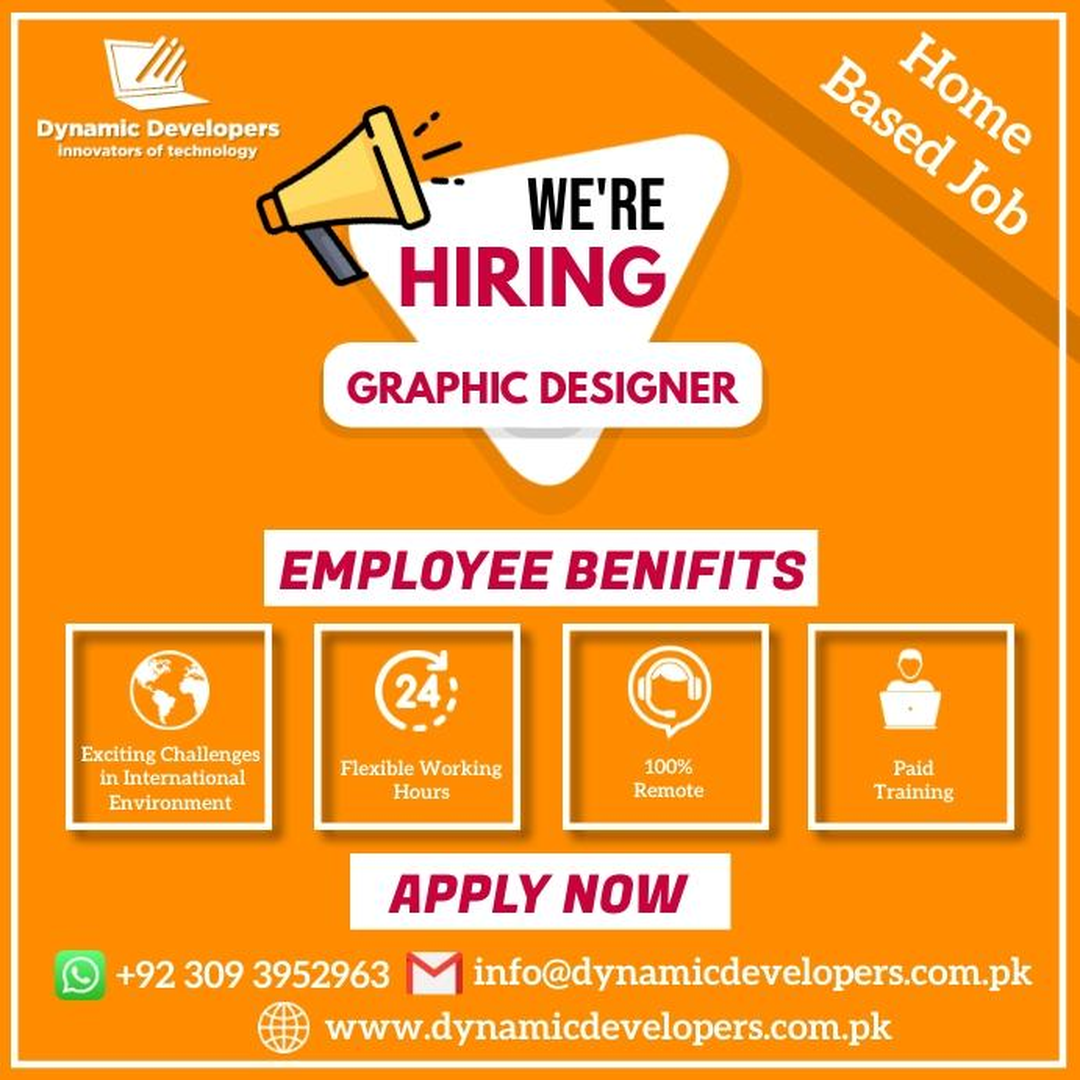 Dynamic Developers
innovators of technology
Home
Based Job
WE'RE
HIRING
GRAPHIC DESIGNER
EMPLOYEE BENIFITS
Exciting Challenges
in International
Environment
24
Flexible Working
Hours
100%
Remote
Paid
Training
APPLY NOW
+92 309 3952963 info@dynamicdevelopers.com.pk
www.dynamicdevelopers.com.pk